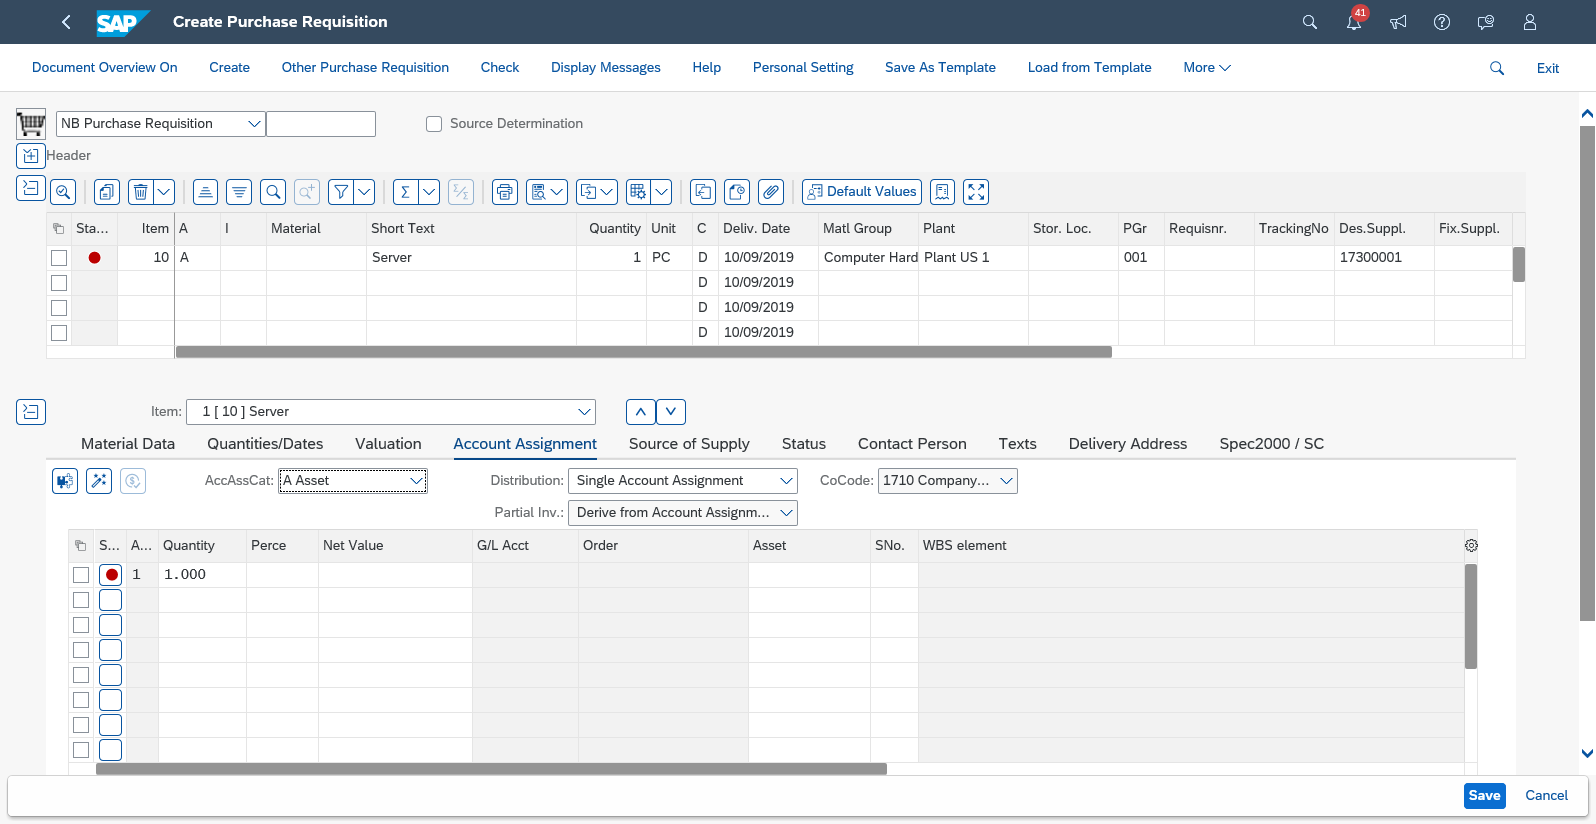 SAP Create Purchase Requisition 41
Document Overview On Create Other Purchase Requisition Check Display Messages Help Personal Setting Save As Template Load from Template More Exit
NB Purchase Requisition Source Determination
Header
Default Values
Sta... Item A I Material Short Text Quantity Unit C Deliv. Date Matl Group Plant Stor. Loc. PGr Requisnr. TrackingNo Des.Suppl. Fix.Suppl.
10 A Server 1 PC D 10/09/2019 Computer Hard Plant US 1 001 17300001
D 10/09/2019
D 10/09/2019
D 10/09/2019
Item: 1 [ 10 ] Server
Material Data Quantities/Dates Valuation Account Assignment Source of Supply Status Contact Person Texts Delivery Address Spec2000 / SC
AccAssCat: A Asset Distribution: Single Account Assignment CoCode: 1710 Company...
Partial Inv.: Derive from Account Assignm...
S... A... Quantity Perce Net Value G/L Acct Order Asset SNo. WBS element
1 1.000
Save Cancel